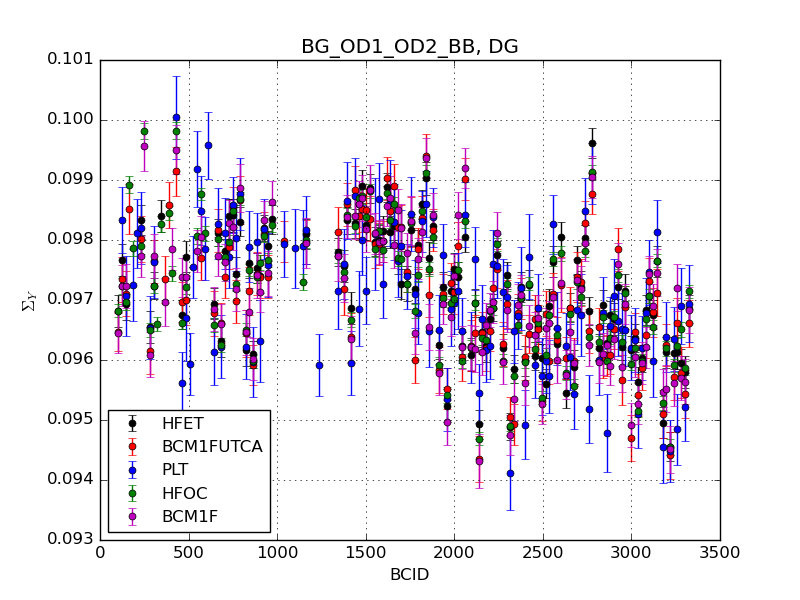 BG_OD1_OD2_BB, DG
0.101
0.100
0.099
0.098
0.097
0.096
0.095
0.094
0.093
Σ_Y
HFET
BCM1FUTCA
PLT
HFOC
BCM1F
0 500 1000 1500 2000 2500 3000 3500
BCID